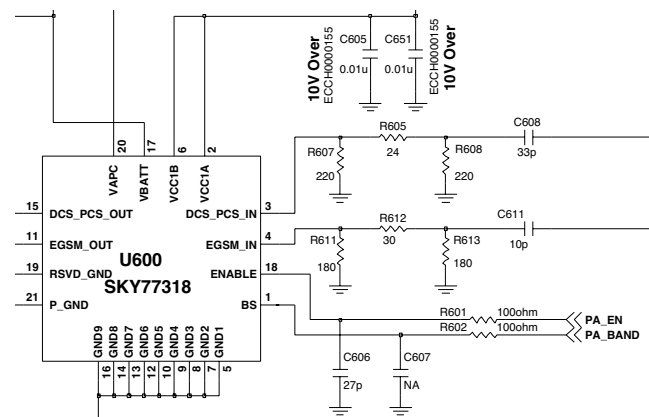 10V Over
ECCH0000155
C605
0.01u
C651
0.01u
ECCH0000155
10V Over
20
17
6
2
VAPC
VBATT
VCC1B
VCC1A
R605
24
C608
33p
R607
220
R608
220
15
DCS_PCS_OUT
DCS_PCS_IN
3
11
EGSM_OUT
EGSM_IN
4
R612
30
C611
10p
R611
180
R613
180
U600
SKY77318
19
RSVD_GND
ENABLE
18
21
P_GND
BS
1
R601
100ohm
PA_EN
R602
100ohm
PA_BAND
GND9
GND8
GND7
GND6
GND5
GND4
GND3
GND2
GND1
16
14
13
12
10
9
8
7
5
C606
27p
C607
NA